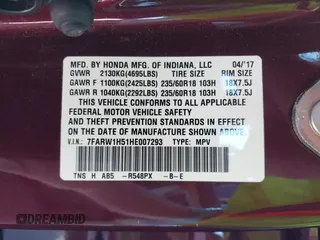 MFD. BY HONDA MFG. OF INDIANA, LLC 04/'17
GVWR 2130KG(4695LBS) TIRE SIZE RIM SIZE
GAWR F 1100KG(2425LBS) 235/60R18 103H 18X7.5J
GAWR R 1040KG(2292LBS) 235/60R18 103H 18X7.5J
THIS VEHICLE CONFORMS TO ALL APPLICABLE
FEDERAL MOTOR VEHICLE SAFETY
AND THEFT PREVENTION STANDARDS IN EFFECT
ON THE DATE OF MANUFACTURE SHOWN ABOVE.
V.I.N.: 7FARW1H51HE007293 TYPE: MPV
TNS H AB5 -R548PX -B-E
DREAMBID